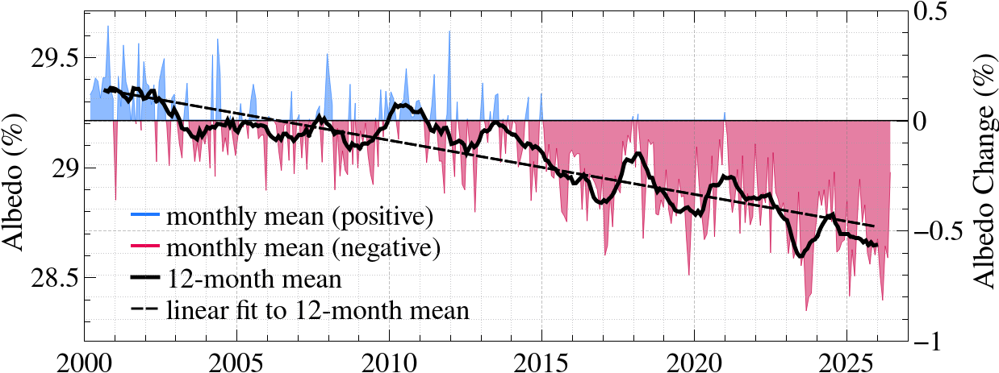 0.5
29.5
0
29
−0.5
28.5
−1
Albedo (%)
Albedo Change (%)
monthly mean (positive)
monthly mean (negative)
12-month mean
linear fit to 12-month mean
2000 2005 2010 2015 2020 2025